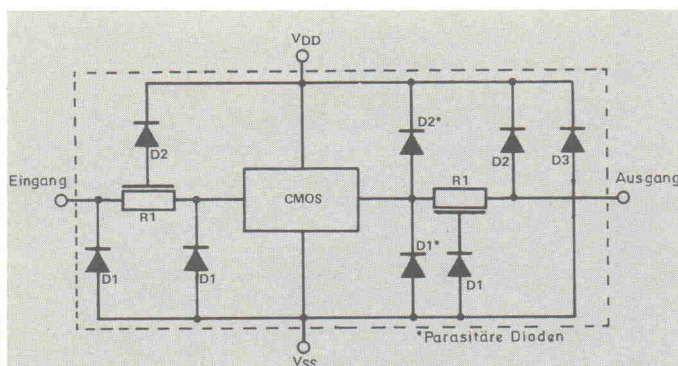 VDD
D2*
D2
D2
D3
Eingang
R1
CMOS
R1
Ausgang
D1
D1
D1*
D1
*Parasitäre Dioden
VSS